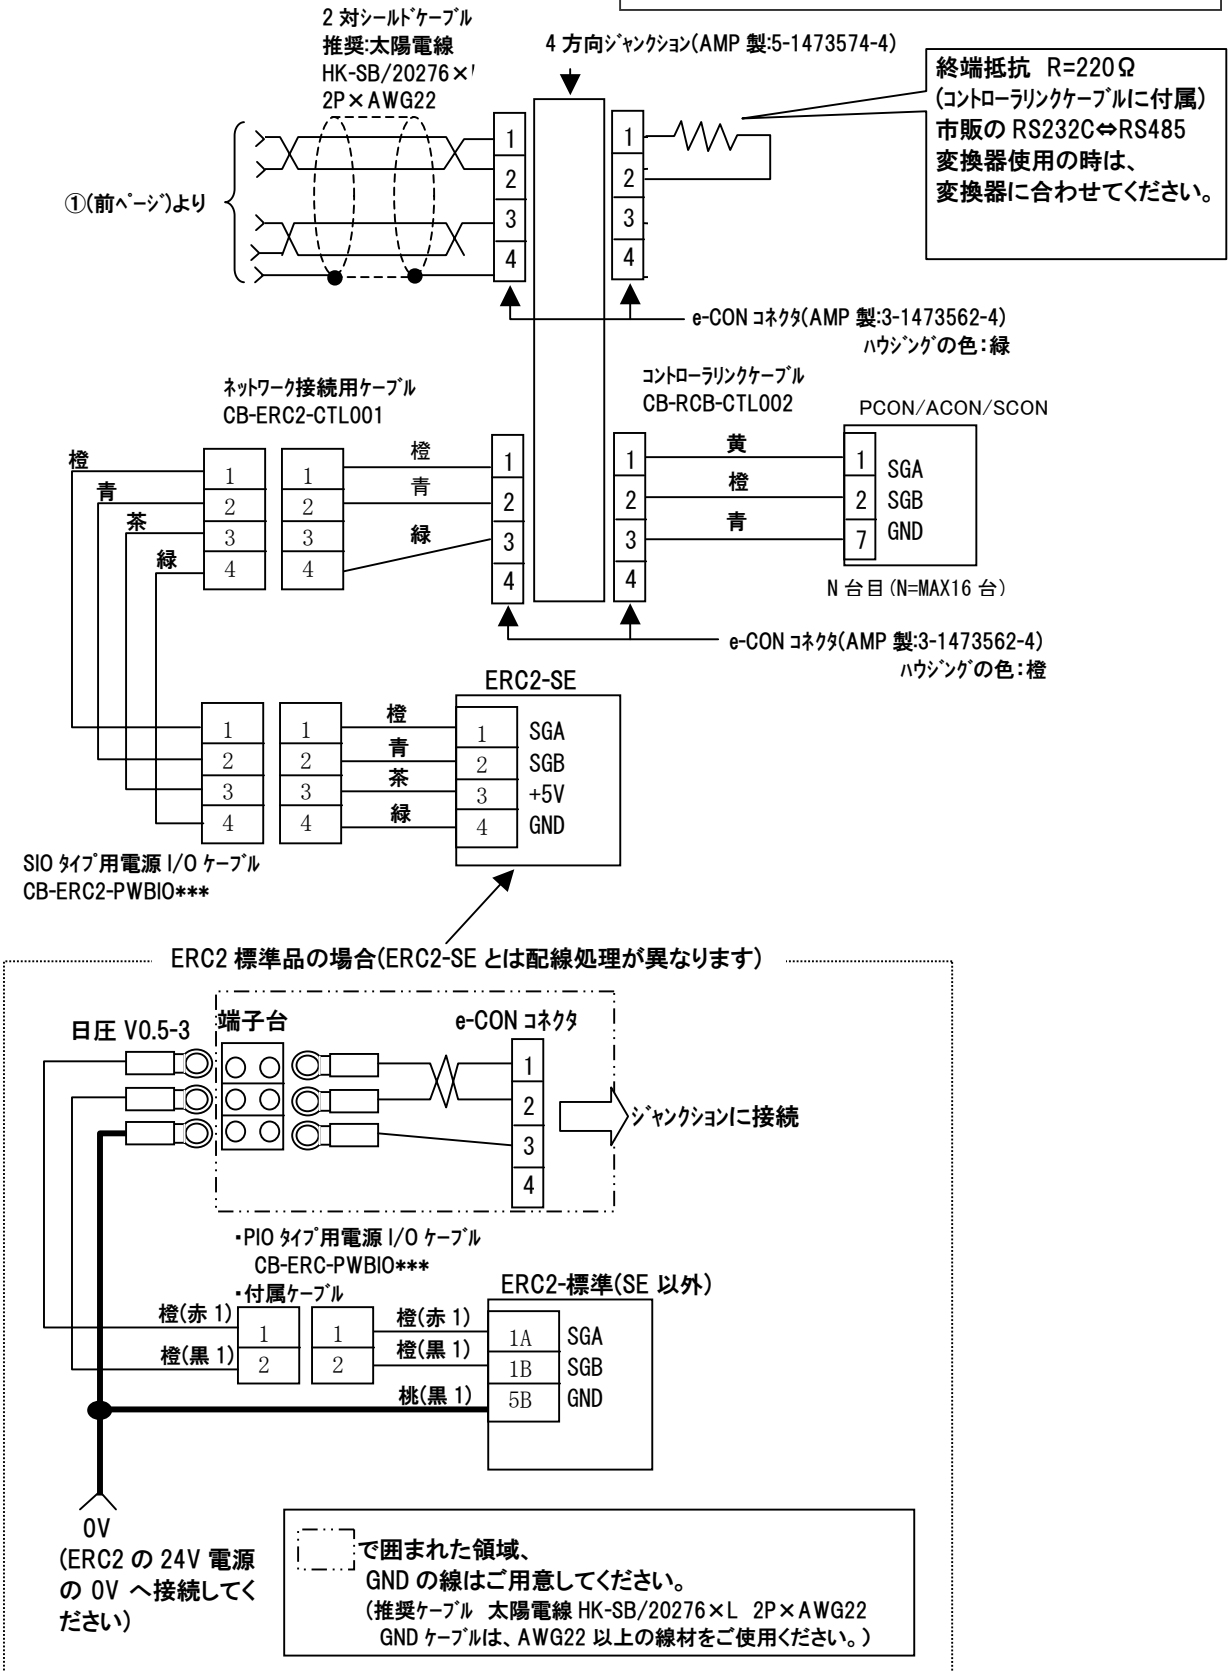 2 対シールドケーブル
推奨:太陽電線
HK-SB/20276×
2P×AWG22
4 方向ジャンクション(AMP 製:5-1473574-4)
終端抵抗 R=220Ω
(コントローラリンクケーブルに付属)
市販の RS232C⇔RS485
変換器使用の時は、
変換器に合わせてください。
①(前ページ)より
1
2
3
4
1
2
3
4
e-CON コネクタ(AMP 製:3-1473562-4)
ハウジングの色:緑
ネットワーク接続用ケーブル
CB-ERC2-CTL001
コントローラリンクケーブル
CB-RCB-CTL002
PCON/ACON/SCON
橙
青
茶
緑
1
2
3
4
1
2
3
4
橙
青
緑
1
2
3
4
1
2
3
4
黄
橙
青
1 SGA
2 SGB
7 GND
N 台目(N=MAX16 台)
e-CON コネクタ(AMP 製:3-1473562-4)
ハウジングの色:橙
ERC2-SE
1
2
3
4
1
2
3
4
橙
青
茶
緑
1 SGA
2 SGB
3 +5V
4 GND
SIO タイプ用電源 I/O ケーブル
CB-ERC2-PWBIO***
ERC2 標準品の場合(ERC2-SE とは配線処理が異なります)
日圧 V0.5-3
端子台
e-CON コネクタ
1
2
3
4
ジャンクションに接続
・PIO タイプ用電源 I/O ケーブル
CB-ERC-PWBIO***
・付属ケーブル
ERC2-標準(SE 以外)
橙(赤 1)
橙(黒 1)
1
2
1
2
橙(赤 1)
橙(黒 1)
桃(黒 1)
1A SGA
1B SGB
5B GND
0V
(ERC2 の 24V 電源
の 0V へ接続してく
ださい)
で囲まれた領域、
GND の線はご用意してください。
(推奨ケーブル 太陽電線 HK-SB/20276×L 2P×AWG22
GND ケーブルは、AWG22 以上の線材をご使用ください。)